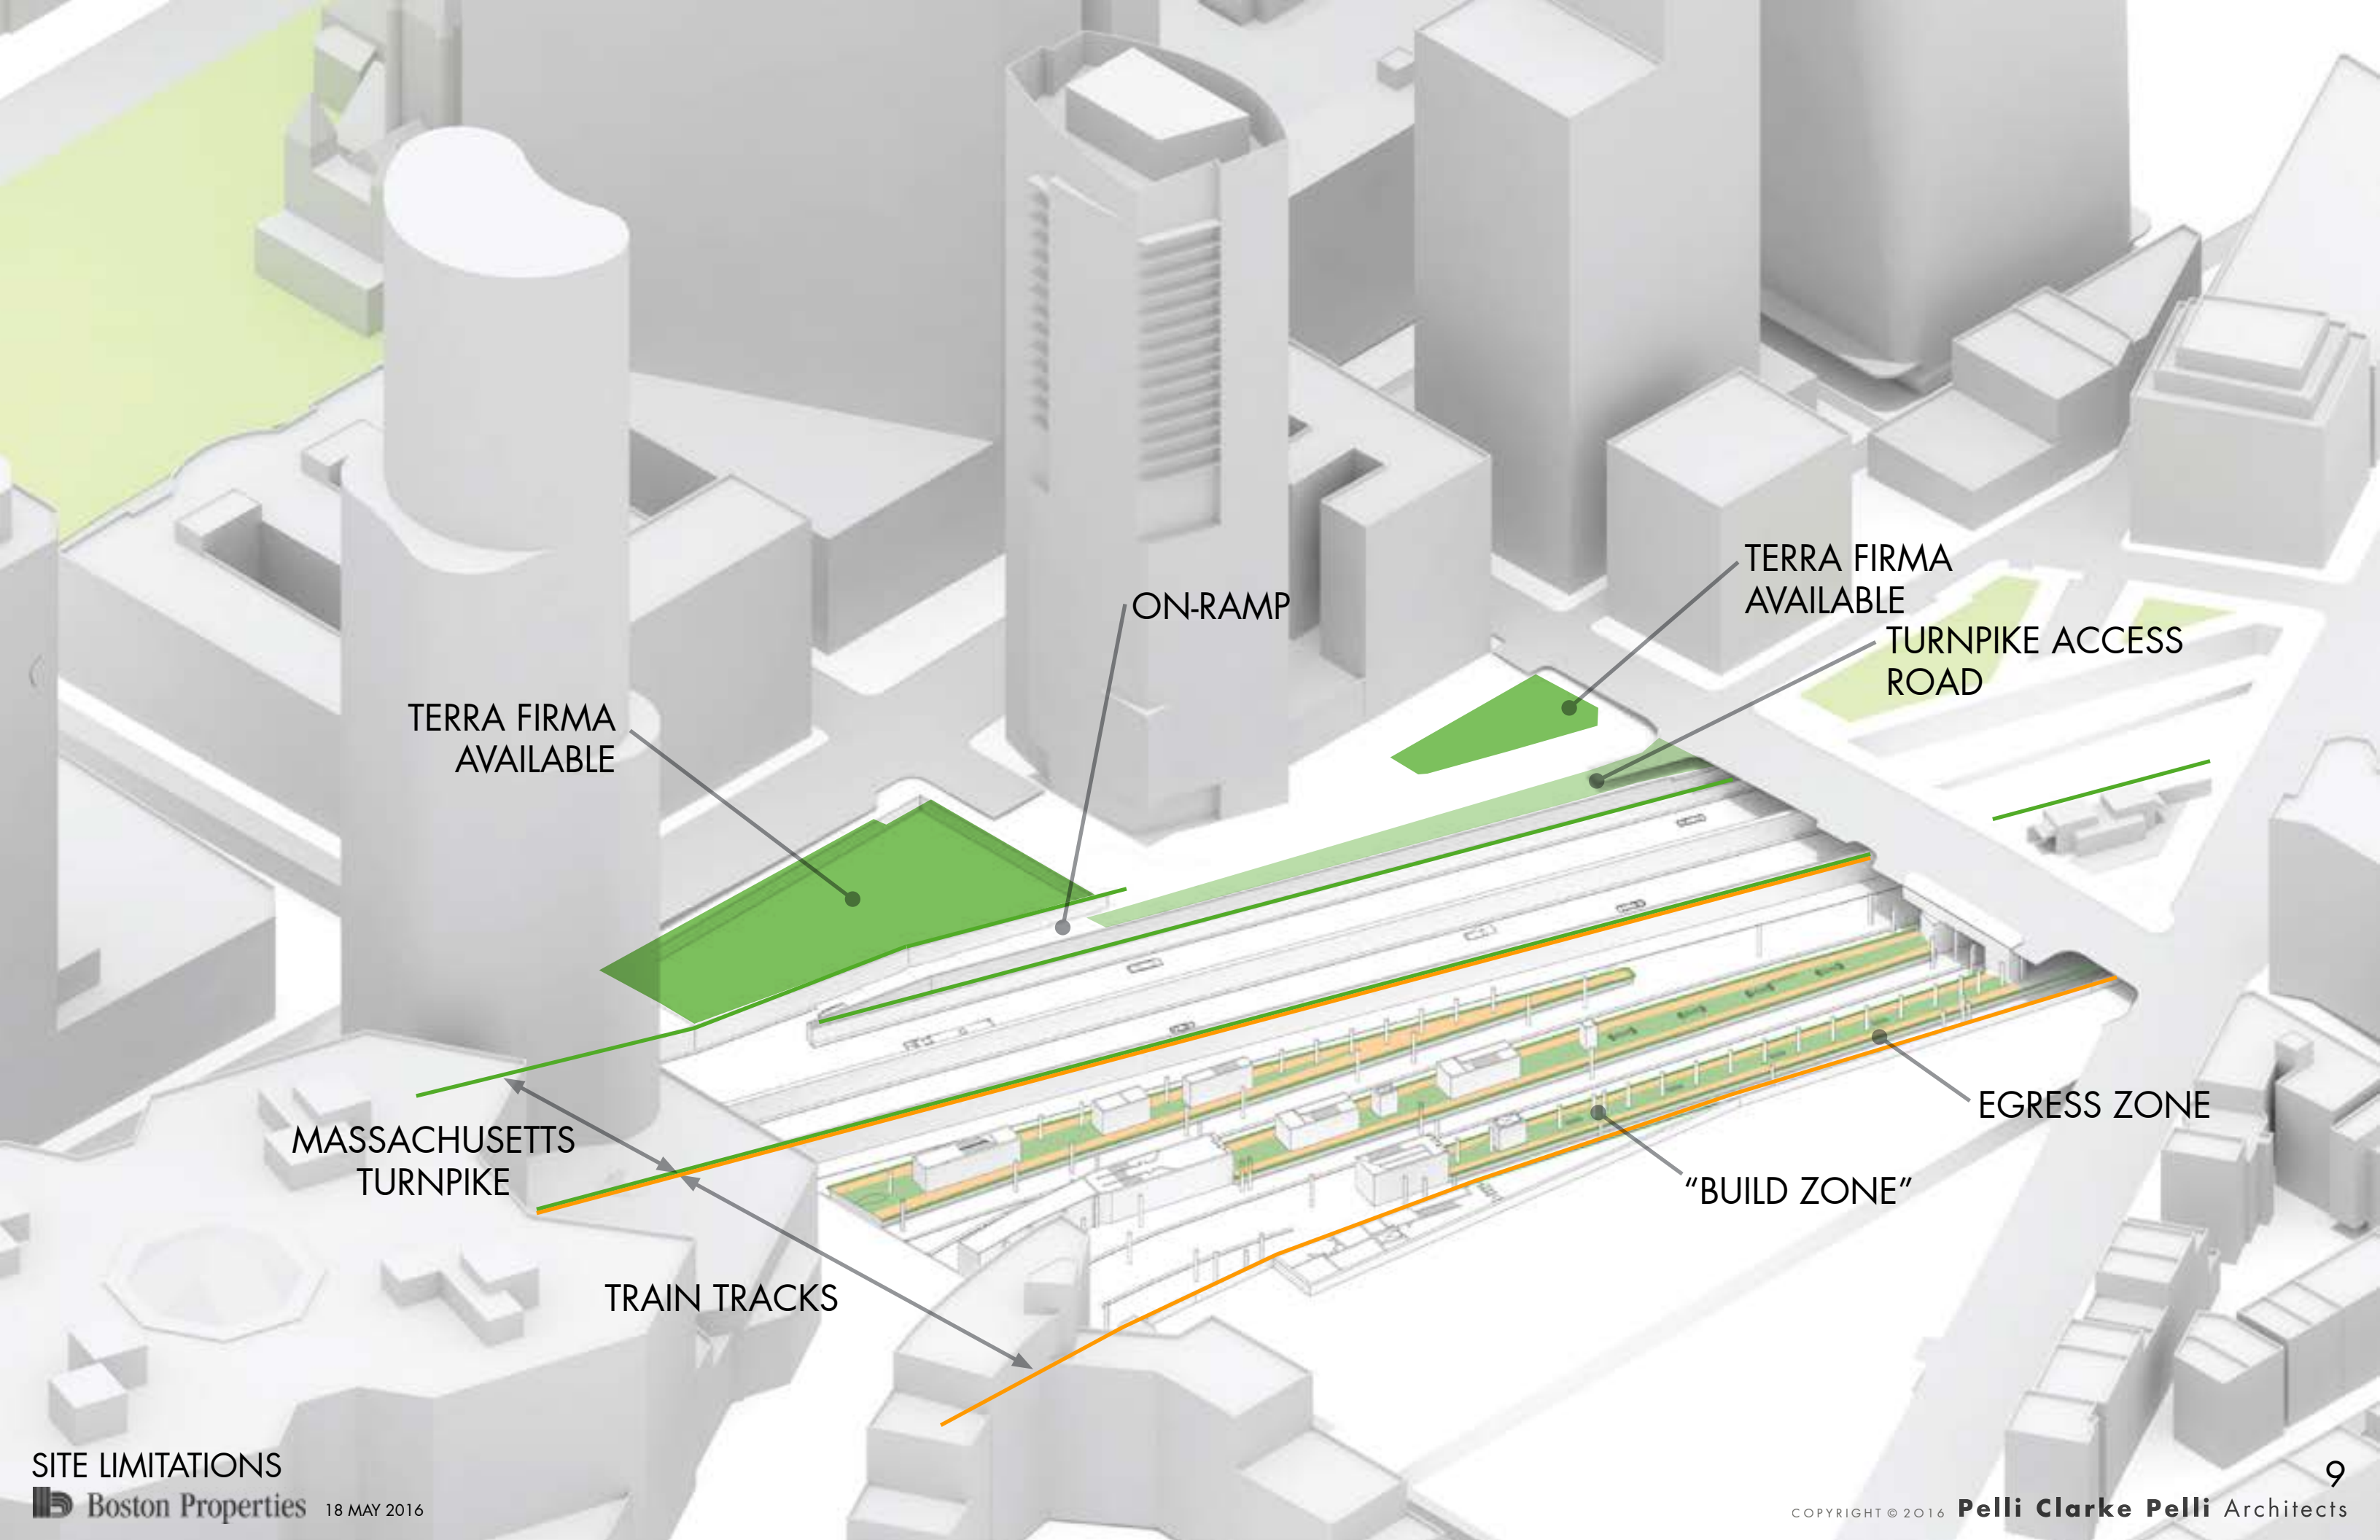 TERRA FIRMA
AVAILABLE
ON-RAMP
TURNPIKE ACCESS
ROAD
TERRA FIRMA
AVAILABLE
EGRESS ZONE
MASSACHUSETTS
TURNPIKE
"BUILD ZONE"
TRAIN TRACKS
SITE LIMITATIONS
Boston Properties 18 MAY 2016
9
COPYRIGHT © 2016 Pelli Clarke Pelli Architects